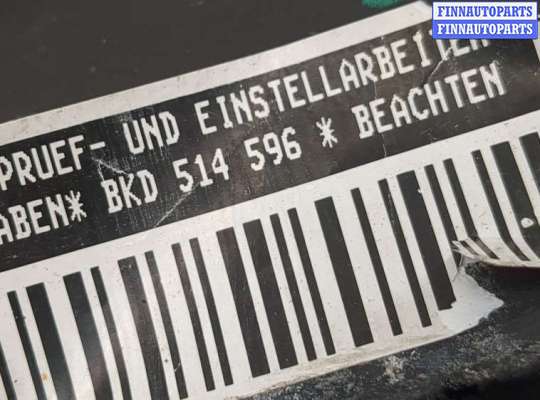 FINNAUTOPARTS
FINNAUTOPARTS
PRUEF- UND EINSTELLARBEITEN
ABEN* BKD 514 596 * BEACHTEN